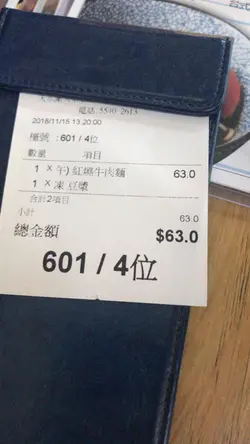 電話: 5540 2613
2018/11/15 13:20:00
檯號 : 601 / 4位
數量 項目
1 × 午) 紅燒牛肉麵 63.0
1 × 凍豆漿
合計2項目
小計 63.0
總金額 $63.0
601 / 4位